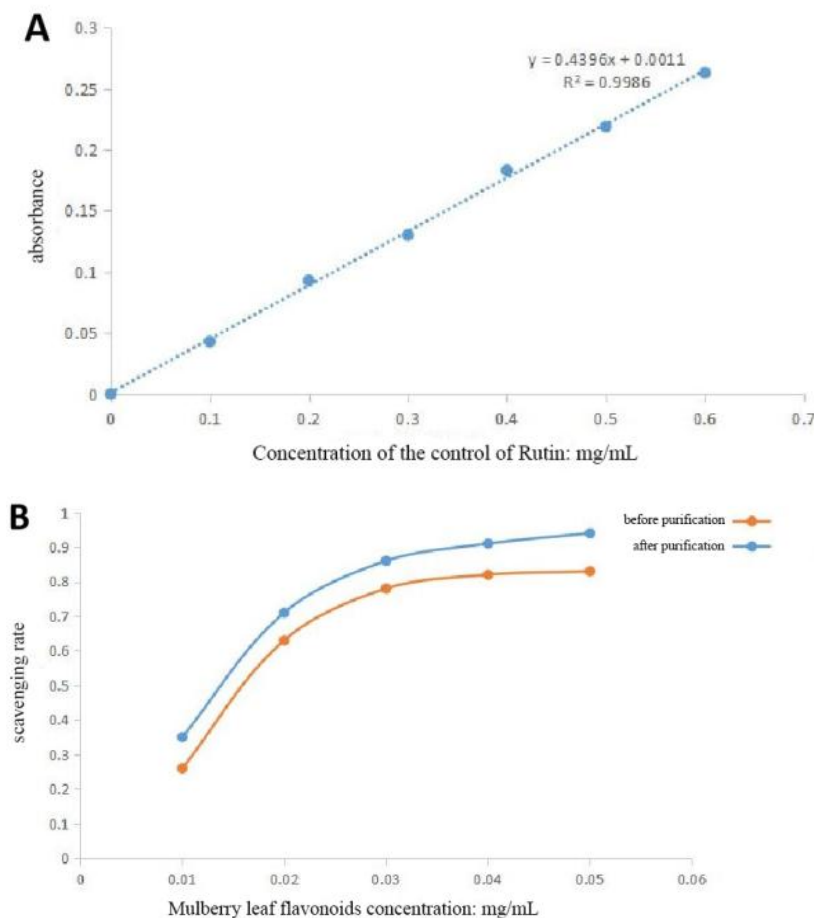 A
0.3
y = 0.4396x + 0.0011
R² = 0.9986
0.25
0.2
0.15
0.1
0.05
0
absorbance
0 0.1 0.2 0.3 0.4 0.5 0.6 0.7
Concentration of the control of Rutin: mg/mL
B
1
before purification
0.9
after purification
0.8
0.7
0.6
0.5
0.4
0.3
0.2
0.1
0
scavenging rate
0 0.01 0.02 0.03 0.04 0.05 0.06
Mulberry leaf flavonoids concentration: mg/mL